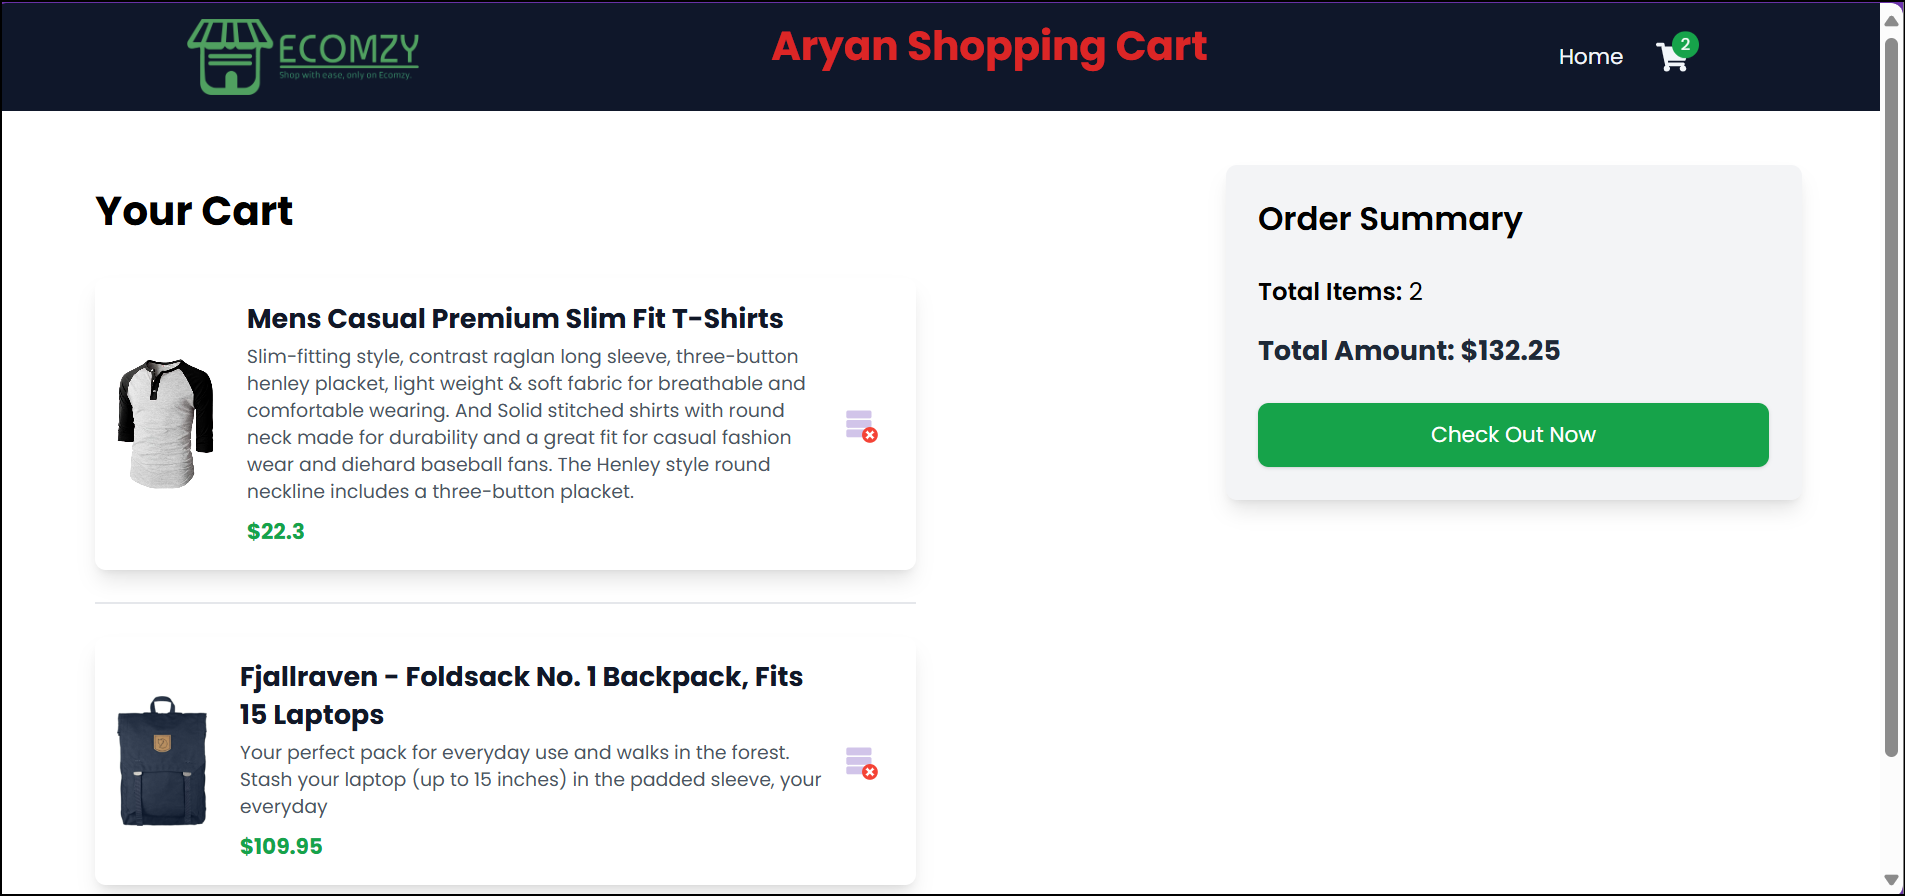 ECOMZY
Shop with ease, only on Ecomzy.
Aryan Shopping Cart
Home
2
Your Cart
Mens Casual Premium Slim Fit T-Shirts
Slim-fitting style, contrast raglan long sleeve, three-button
henley placket, light weight & soft fabric for breathable and
comfortable wearing. And Solid stitched shirts with round
neck made for durability and a great fit for casual fashion
wear and diehard baseball fans. The Henley style round
neckline includes a three-button placket.
$22.3
Fjallraven - Foldsack No. 1 Backpack, Fits
15 Laptops
Your perfect pack for everyday use and walks in the forest.
Stash your laptop (up to 15 inches) in the padded sleeve, your
everyday
$109.95
Order Summary
Total Items: 2
Total Amount: $132.25
Check Out Now